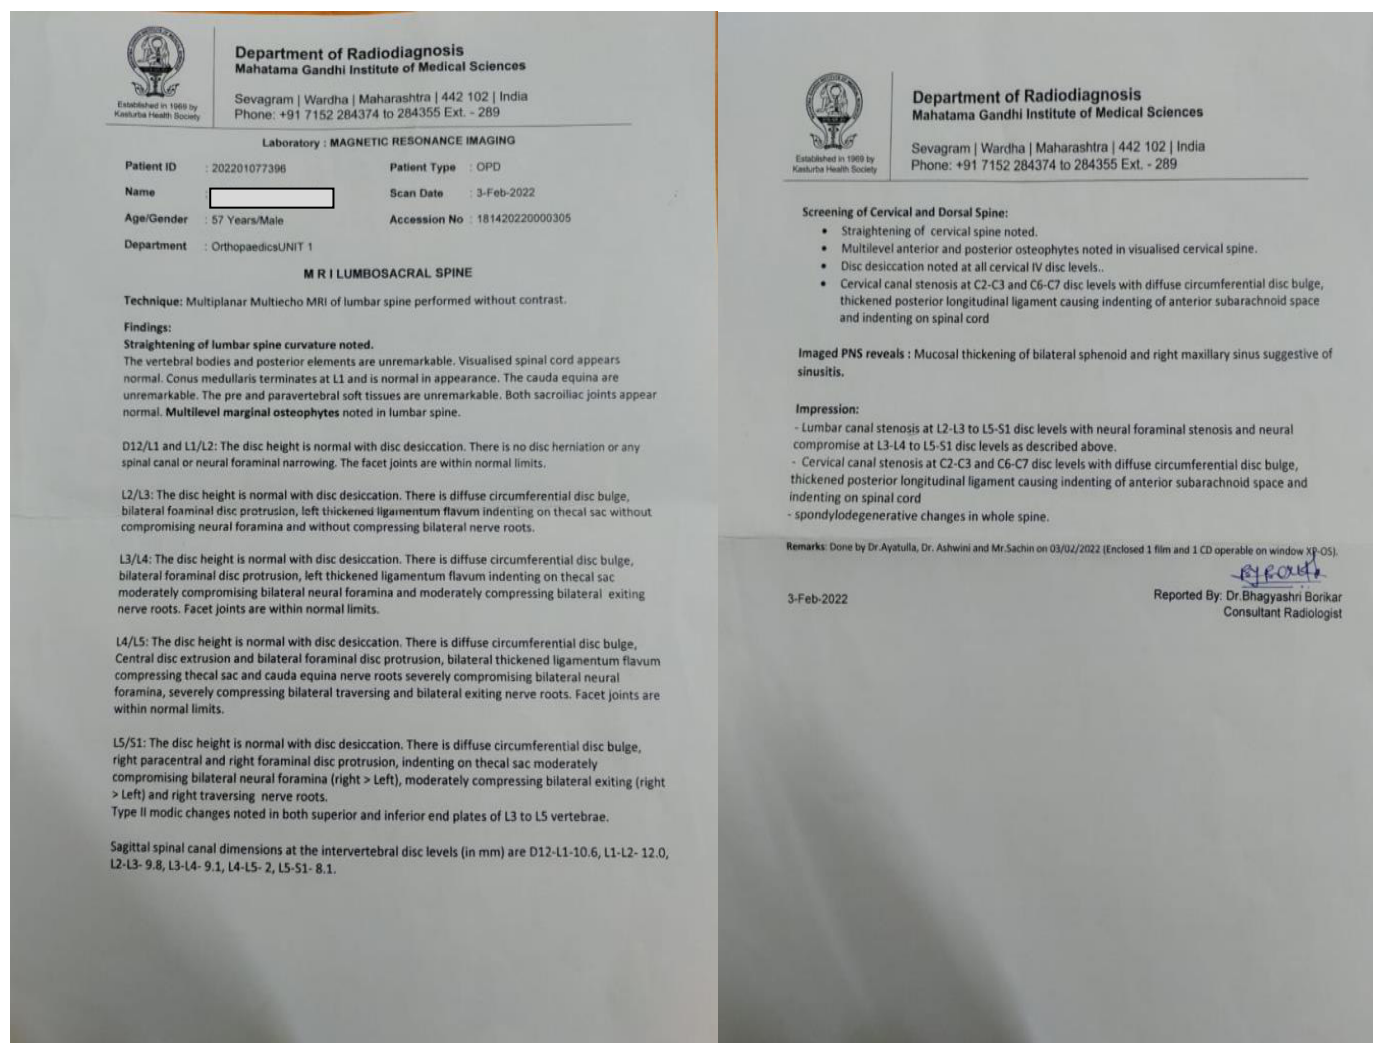 Established in 1969 by
Kasturba Health Society
Department of Radiodiagnosis
Mahatama Gandhi Institute of Medical Sciences
Sevagram | Wardha | Maharashtra | 442 102 | India
Phone: +91 7152 284374 to 284355 Ext. - 289
Laboratory : MAGNETIC RESONANCE IMAGING
Patient ID : 202201077396 Patient Type : OPD
Name : Scan Date : 3-Feb-2022
Age/Gender : 57 Years/Male Accession No : 181420220000305
Department : OrthopaedicsUNIT 1
M R I LUMBOSACRAL SPINE
Technique: Multiplanar Multiecho MRI of lumbar spine performed without contrast.
Findings:
Straightening of lumbar spine curvature noted.
The vertebral bodies and posterior elements are unremarkable. Visualised spinal cord appears
normal. Conus medullaris terminates at L1 and is normal in appearance. The cauda equina are
unremarkable. The pre and paravertebral soft tissues are unremarkable. Both sacroiliac joints appear
normal. Multilevel marginal osteophytes noted in lumbar spine.
D12/L1 and L1/L2: The disc height is normal with disc desiccation. There is no disc herniation or any
spinal canal or neural foraminal narrowing. The facet joints are within normal limits.
L2/L3: The disc height is normal with disc desiccation. There is diffuse circumferential disc bulge,
bilateral foaminal disc protrusion, left thickened ligamentum flavum indenting on thecal sac without
compromising neural foramina and without compressing bilateral nerve roots.
L3/L4: The disc height is normal with disc desiccation. There is diffuse circumferential disc bulge,
bilateral foraminal disc protrusion, left thickened ligamentum flavum indenting on thecal sac
moderately compromising bilateral neural foramina and moderately compressing bilateral exiting
nerve roots. Facet joints are within normal limits.
L4/L5: The disc height is normal with disc desiccation. There is diffuse circumferential disc bulge,
Central disc extrusion and bilateral foraminal disc protrusion, bilateral thickened ligamentum flavum
compressing thecal sac and cauda equina nerve roots severely compromising bilateral neural
foramina, severely compressing bilateral traversing and bilateral exiting nerve roots. Facet joints are
within normal limits.
L5/S1: The disc height is normal with disc desiccation. There is diffuse circumferential disc bulge,
right paracentral and right foraminal disc protrusion, indenting on thecal sac moderately
compromising bilateral neural foramina (right > Left), moderately compressing bilateral exiting (right
> Left) and right traversing nerve roots.
Type II modic changes noted in both superior and inferior end plates of L3 to L5 vertebrae.
Sagittal spinal canal dimensions at the intervertebral disc levels (in mm) are D12-L1-10.6, L1-L2- 12.0,
L2-L3- 9.8, L3-L4- 9.1, L4-L5- 2, L5-S1- 8.1.
Established in 1969 by
Kasturba Health Society
Department of Radiodiagnosis
Mahatama Gandhi Institute of Medical Sciences
Sevagram | Wardha | Maharashtra | 442 102 | India
Phone: +91 7152 284374 to 284355 Ext. - 289
Screening of Cervical and Dorsal Spine:
• Straightening of cervical spine noted.
• Multilevel anterior and posterior osteophytes noted in visualised cervical spine.
• Disc desiccation noted at all cervical IV disc levels..
• Cervical canal stenosis at C2-C3 and C6-C7 disc levels with diffuse circumferential disc bulge,
thickened posterior longitudinal ligament causing indenting of anterior subarachnoid space
and indenting on spinal cord
Imaged PNS reveals : Mucosal thickening of bilateral sphenoid and right maxillary sinus suggestive of
sinusitis.
Impression:
- Lumbar canal stenosis at L2-L3 to L5-S1 disc levels with neural foraminal stenosis and neural
compromise at L3-L4 to L5-S1 disc levels as described above.
- Cervical canal stenosis at C2-C3 and C6-C7 disc levels with diffuse circumferential disc bulge,
thickened posterior longitudinal ligament causing indenting of anterior subarachnoid space and
indenting on spinal cord
- spondylodegenerative changes in whole spine.
Remarks: Done by Dr.Ayatulla, Dr. Ashwini and Mr.Sachin on 03/02/2022 (Enclosed 1 film and 1 CD operable on window XP-OS).
3-Feb-2022
Reported By: Dr.Bhagyashri Borikar
Consultant Radiologist